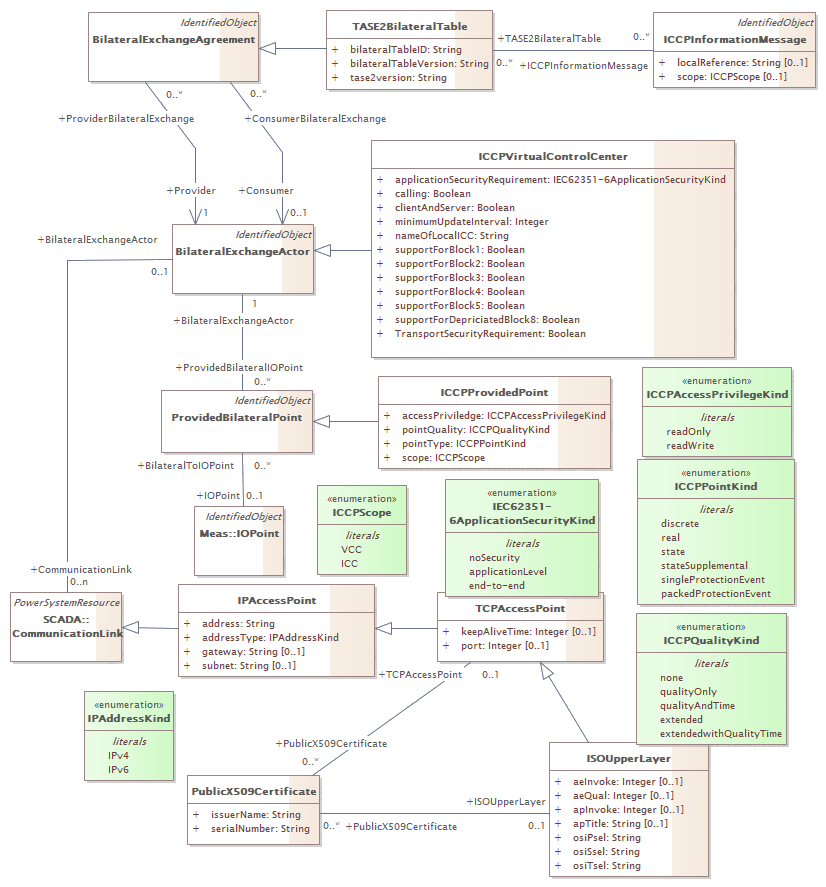 IdentifiedObject
BilateralExchangeAgreement
TASE2BilateralTable
+ bilateralTableID: String
+ bilateralTableVersion: String
+ tase2version: String
+TASE2BilateralTable
0..*
0..*
+ICCPInformationMessage
IdentifiedObject
ICCPInformationMessage
+ localReference: String [0..1]
+ scope: ICCPScope [0..1]
0..*
0..*
+ProviderBilateralExchange
+ConsumerBilateralExchange
+Provider
+Consumer
1
0..1
ICCPVirtualControlCenter
+ applicationSecurityRequirement: IEC62351-6ApplicationSecurityKind
+ calling: Boolean
+ clientAndServer: Boolean
+ minimumUpdateInterval: Integer
+ nameOfLocalICC: String
+ supportForBlock1: Boolean
+ supportForBlock2: Boolean
+ supportForBlock3: Boolean
+ supportForBlock4: Boolean
+ supportForBlock5: Boolean
+ supportForDepriciatedBlock8: Boolean
+ TransportSecurityRequirement: Boolean
IdentifiedObject
BilateralExchangeActor
+BilateralExchangeActor
0..1
1
+BilateralExchangeActor
+ProvidedBilateralIOPoint
0..*
IdentifiedObject
ProvidedBilateralPoint
ICCPProvidedPoint
+ accessPriviledge: ICCPAccessPrivilegeKind
+ pointQuality: ICCPQualityKind
+ pointType: ICCPPointKind
+ scope: ICCPScope
«enumeration»
ICCPAccessPrivilegeKind
literals
readOnly
readWrite
+BilateralToIOPoint
0..*
+IOPoint
0..1
IdentifiedObject
Meas::IOPoint
«enumeration»
ICCPScope
literals
VCC
ICC
«enumeration»
IEC62351-
6ApplicationSecurityKind
literals
noSecurity
applicationLevel
end-to-end
«enumeration»
ICCPPointKind
literals
discrete
real
state
stateSupplemental
singleProtectionEvent
packedProtectionEvent
+CommunicationLink
0..n
PowerSystemResource
SCADA::
CommunicationLink
IPAccessPoint
+ address: String
+ addressType: IPAddressKind
+ gateway: String [0..1]
+ subnet: String [0..1]
TCPAccessPoint
+ keepAliveTime: Integer [0..1]
+ port: Integer [0..1]
«enumeration»
ICCPQualityKind
literals
none
qualityOnly
qualityAndTime
extended
extendedwithQualityTime
+TCPAccessPoint
0..1
«enumeration»
IPAddressKind
literals
IPv4
IPv6
+PublicX509Certificate
0..*
PublicX509Certificate
+ issuerName: String
+ serialNumber: String
+ISOUpperLayer
0..*
+PublicX509Certificate
0..1
ISOUpperLayer
+ aeInvoke: Integer [0..1]
+ aeQual: Integer [0..1]
+ apInvoke: Integer [0..1]
+ apTitle: String [0..1]
+ osiPsel: String
+ osiSsel: String
+ osiTsel: String